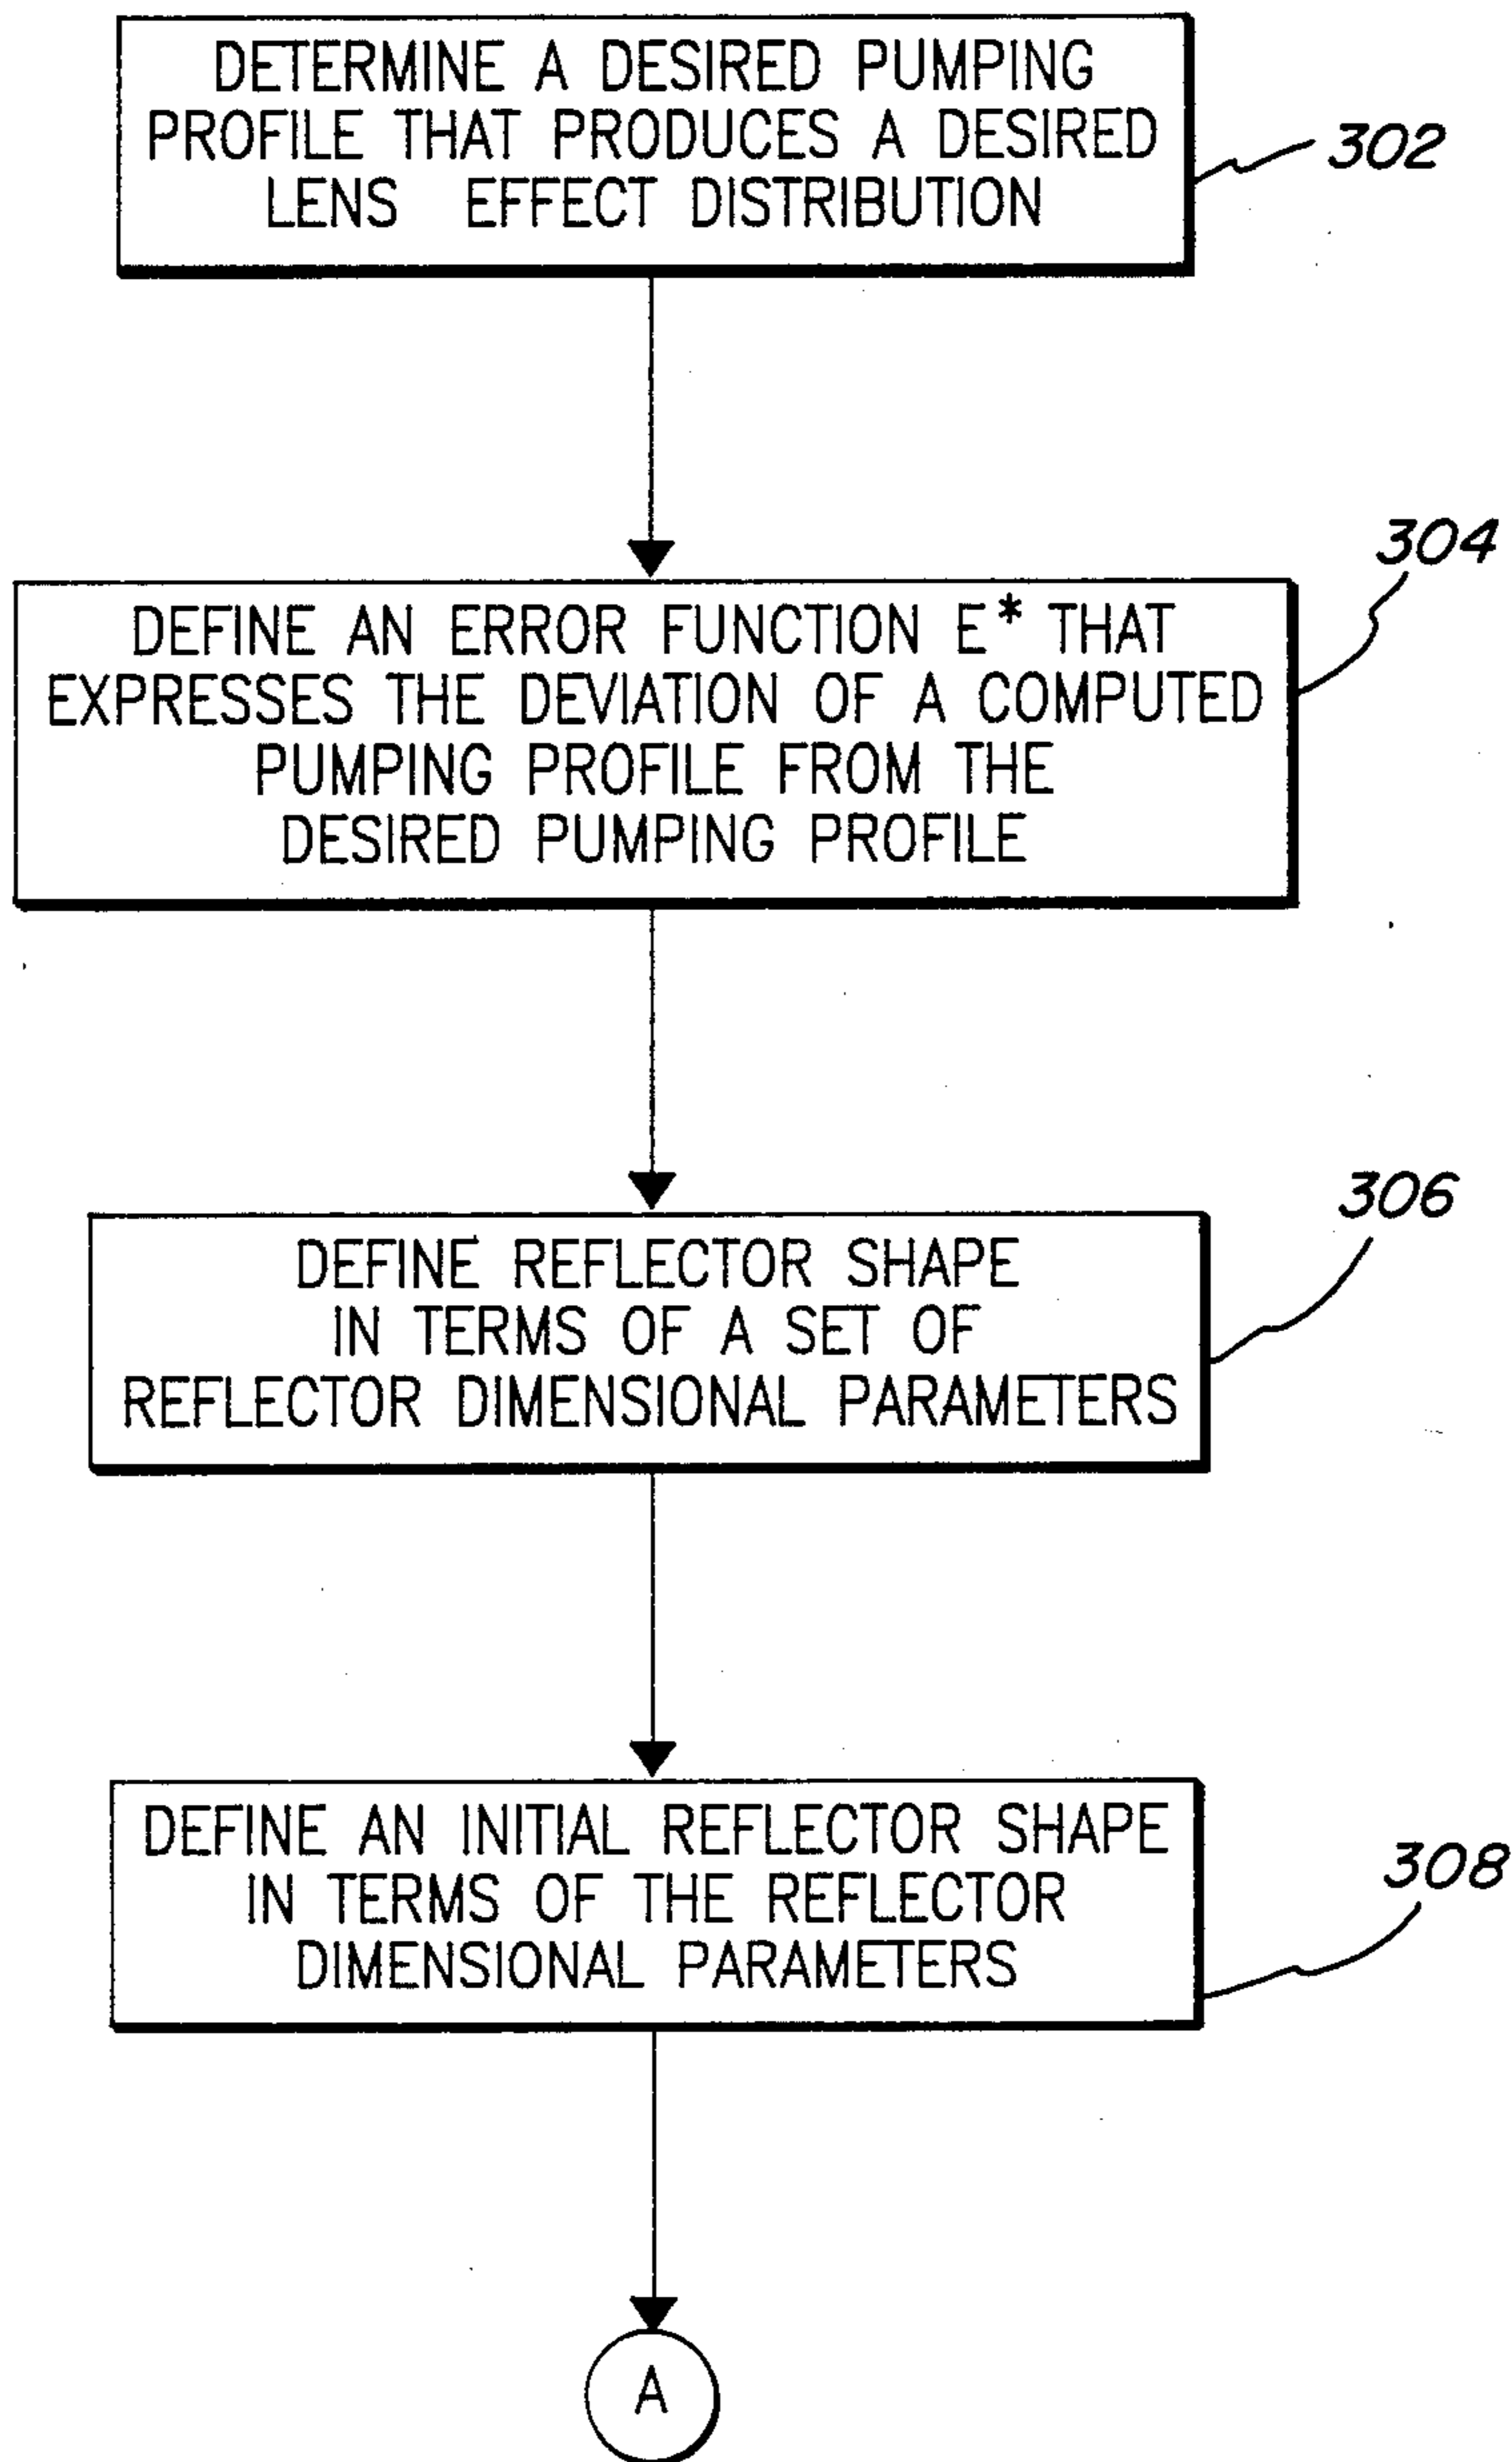 DETERMINE A DESIRED PUMPING
PROFILE THAT PRODUCES A DESIRED
LENS EFFECT DISTRIBUTION
302
304
DEFINE AN ERROR FUNCTION E* THAT
EXPRESSES THE DEVIATION OF A COMPUTED
PUMPING PROFILE FROM THE
DESIRED PUMPING PROFILE
306
DEFINE REFLECTOR SHAPE
IN TERMS OF A SET OF
REFLECTOR DIMENSIONAL PARAMETERS
DEFINE AN INITIAL REFLECTOR SHAPE
IN TERMS OF THE REFLECTOR
DIMENSIONAL PARAMETERS
308
A